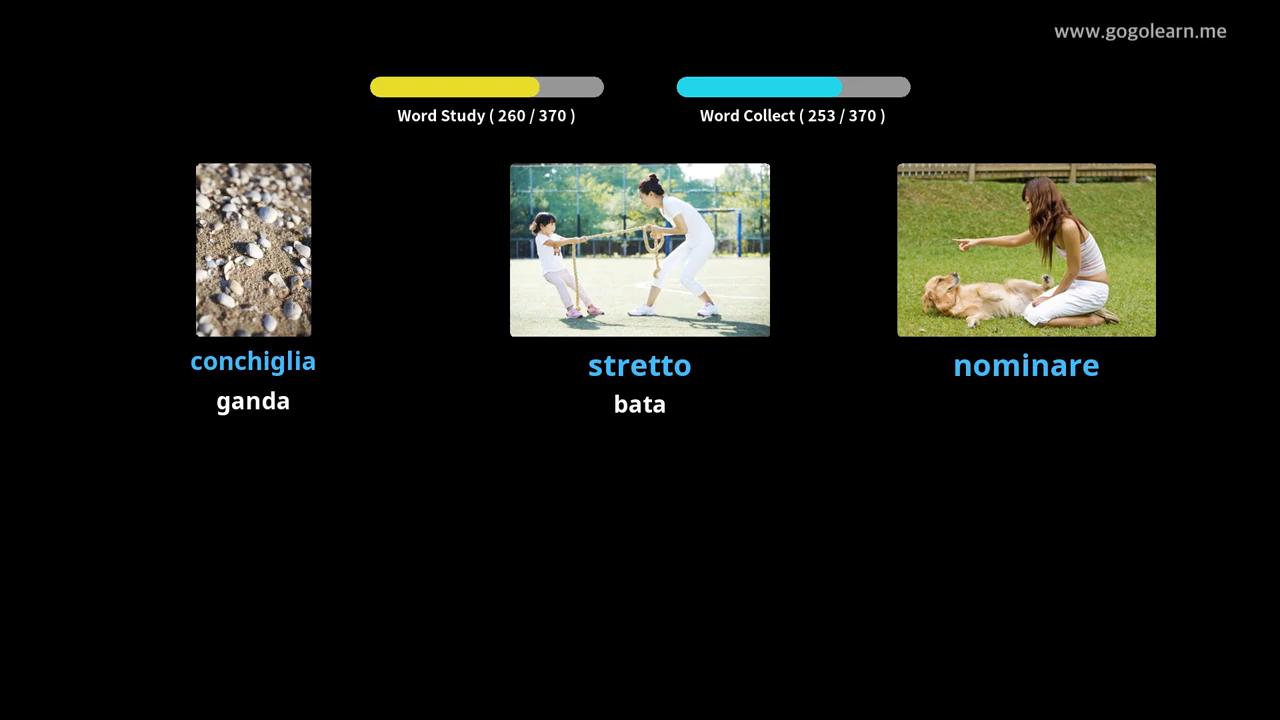 www.gogolearn.me
Word Study ( 260 / 370 )
Word Collect ( 253 / 370 )
conchiglia
ganda
stretto
bata
nominare